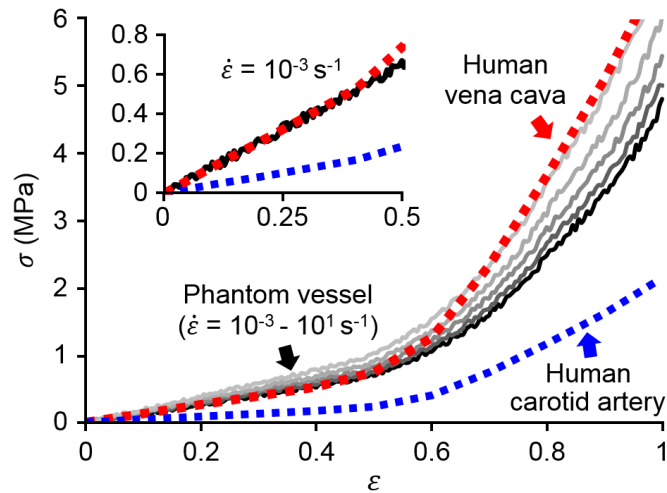 6
5
4
3
2
1
0
σ (MPa)
0.8
0.6
0.4
0.2
0
0
0.25
0.5
ε̇ = 10⁻³ s⁻¹
Human
vena cava
Phantom vessel
(ε̇ = 10⁻³ - 10¹ s⁻¹)
Human
carotid artery
0
0.2
0.4
0.6
0.8
1
ε